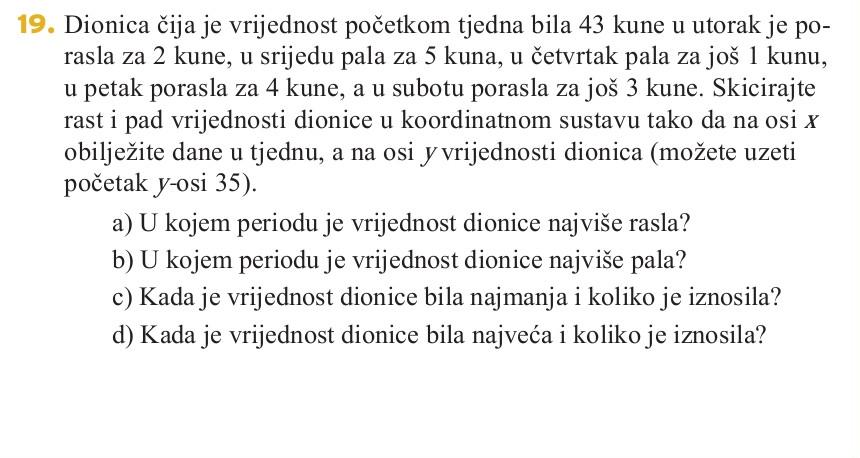 19. Dionica čija je vrijednost početkom tjedna bila 43 kune u utorak je po-
rasla za 2 kune, u srijedu pala za 5 kuna, u četvrtak pala za još 1 kunu,
u petak porasla za 4 kune, a u subotu porasla za još 3 kune. Skicirajte
rast i pad vrijednosti dionice u koordinatnom sustavu tako da na osi x
obilježite dane u tjednu, a na osi y vrijednosti dionica (možete uzeti
početak y-osi 35).
a) U kojem periodu je vrijednost dionice najviše rasla?
b) U kojem periodu je vrijednost dionice najviše pala?
c) Kada je vrijednost dionice bila najmanja i koliko je iznosila?
d) Kada je vrijednost dionice bila najveća i koliko je iznosila?